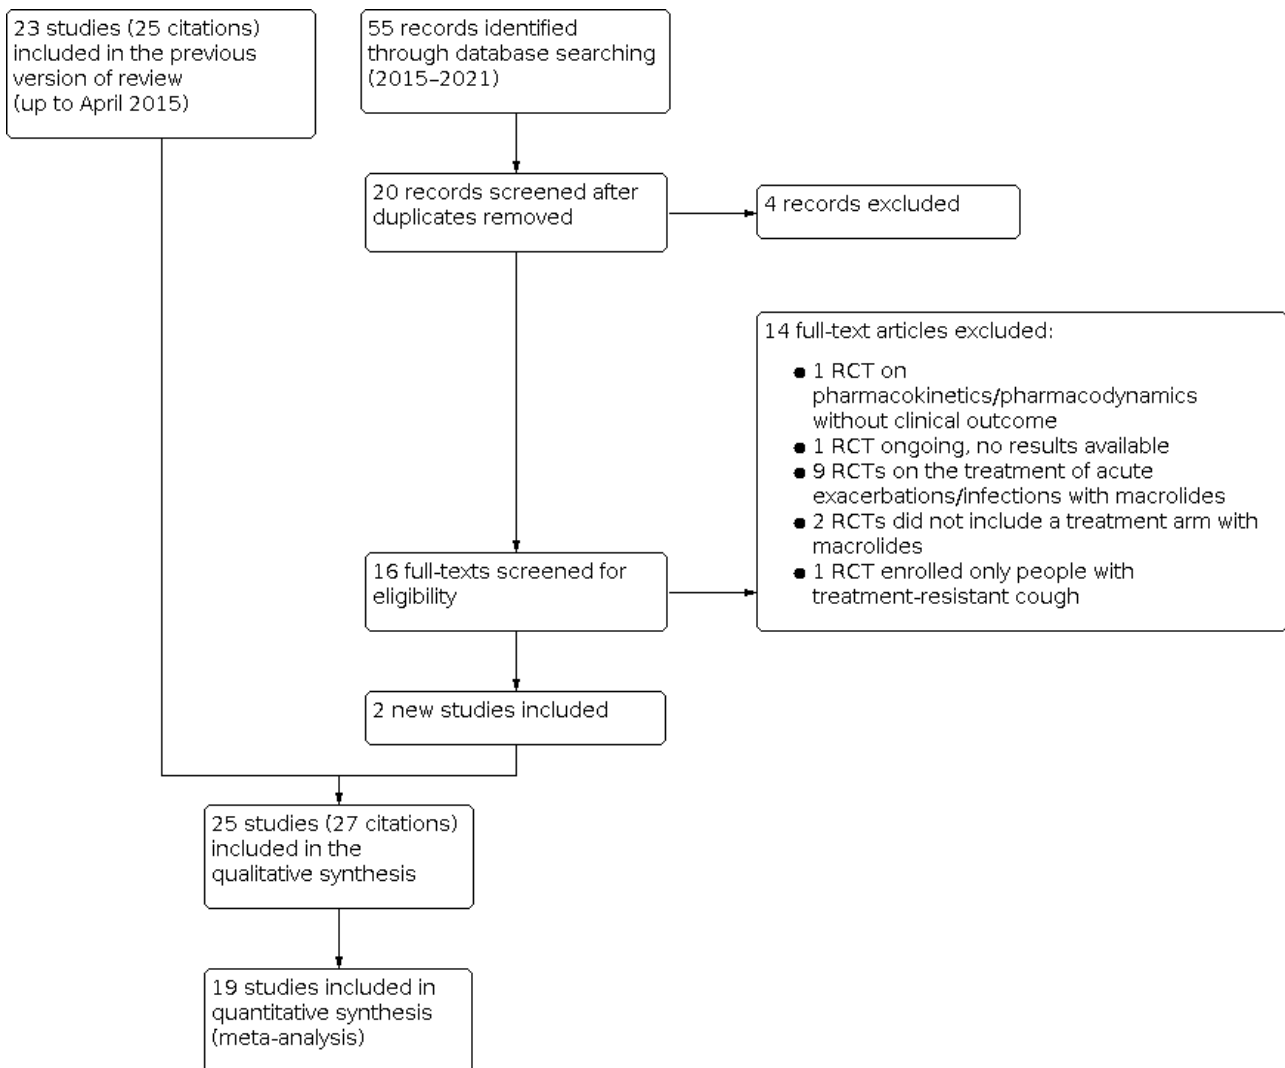 23 studies (25 citations)
included in the previous
version of review
(up to April 2015)
55 records identified
through database searching
(2015–2021)
20 records screened after
duplicates removed
4 records excluded
14 full-text articles excluded:
● 1 RCT on
pharmacokinetics/pharmacodynamics
without clinical outcome
● 1 RCT ongoing, no results available
● 9 RCTs on the treatment of acute
exacerbations/infections with macrolides
● 2 RCTs did not include a treatment arm with
macrolides
● 1 RCT enrolled only people with
treatment-resistant cough
16 full-texts screened for
eligibility
2 new studies included
25 studies (27 citations)
included in the
qualitative synthesis
19 studies included in
quantitative synthesis
(meta-analysis)